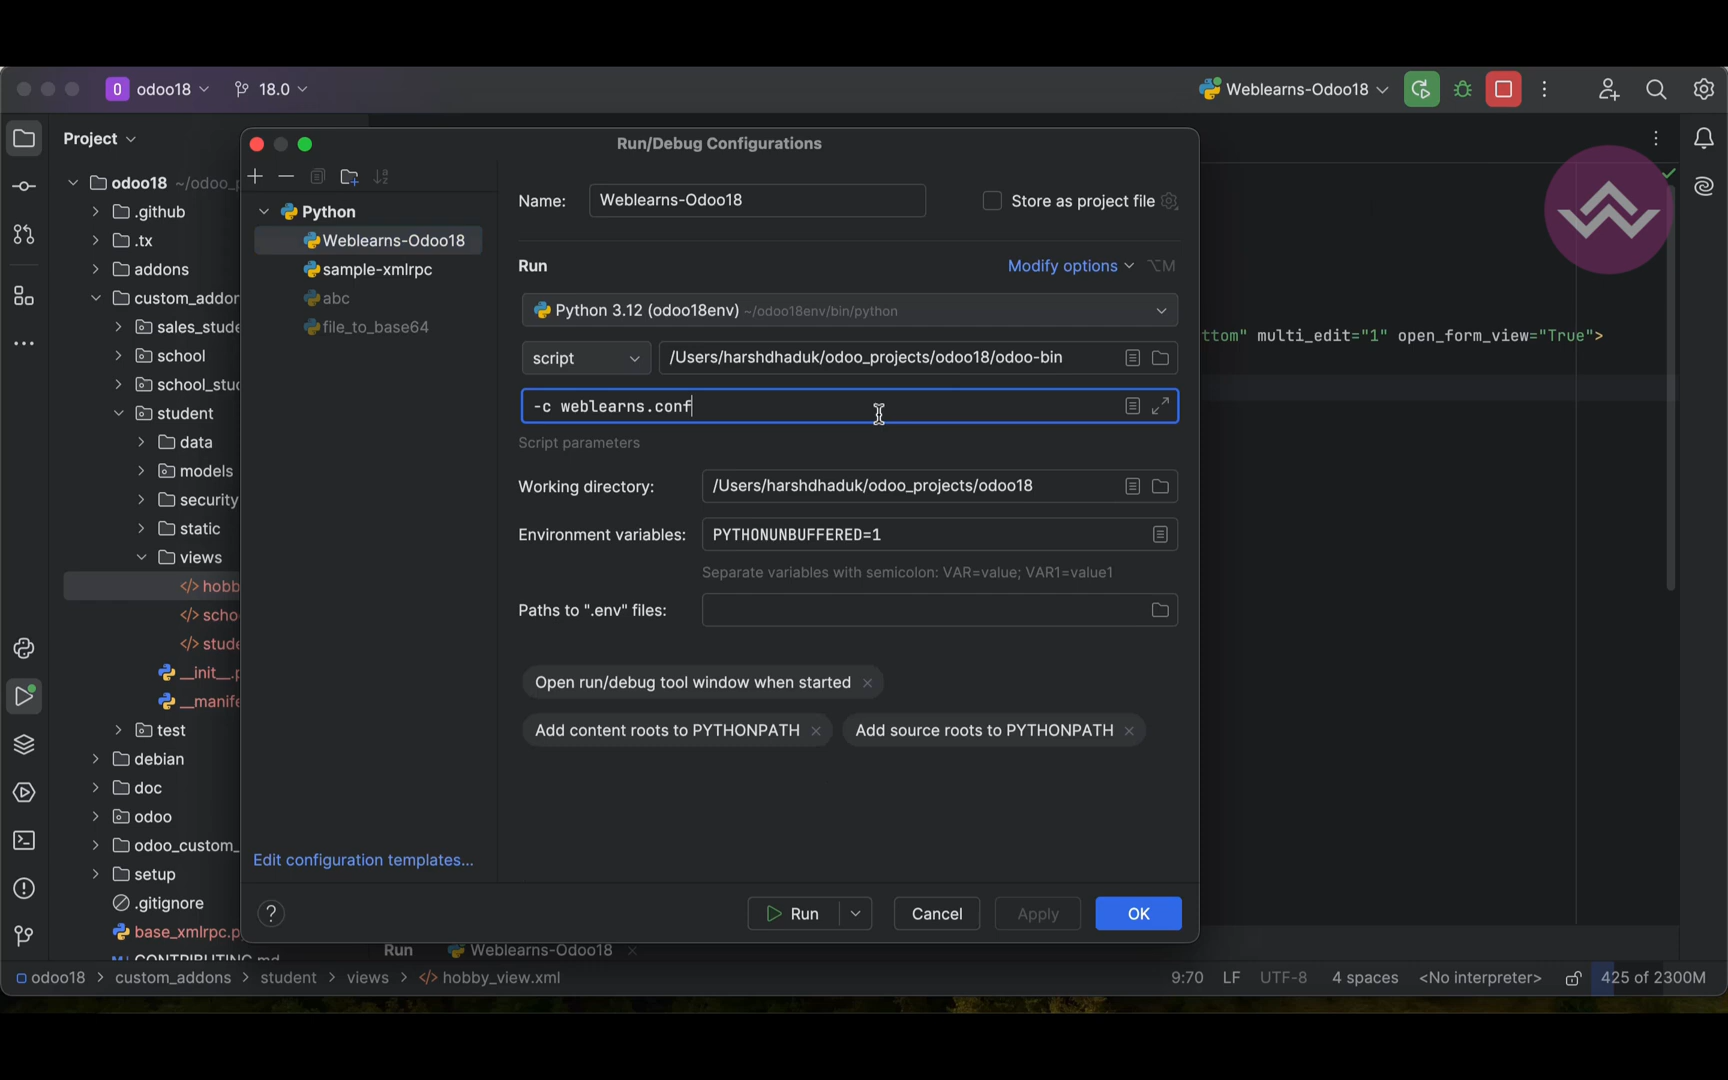 odoo18
18.0
Weblearns-Odoo18
Project
Run/Debug Configurations
odoo18 ~/odoo_p
.github
.tx
addons
custom_addon
sales_stude
school
school_stud
student
data
models
security
static
views
hobb
scho
stude
__init__.p
__manife
test
debian
doc
odoo
odoo_custom_
setup
.gitignore
base_xmlrpc.p
CONTRIBUTING.md
Python
Weblearns-Odoo18
sample-xmlrpc
abc
file_to_base64
Edit configuration templates...
Name: Weblearns-Odoo18 Store as project file
Run Modify options ⌥M
Python 3.12 (odoo18env) ~/odoo18env/bin/python
script /Users/harshdhaduk/odoo_projects/odoo18/odoo-bin
-c weblearns.conf
Script parameters
Working directory: /Users/harshdhaduk/odoo_projects/odoo18
Environment variables: PYTHONUNBUFFERED=1
Separate variables with semicolon: VAR=value; VAR1=value1
Paths to ".env" files:
Open run/debug tool window when started
Add content roots to PYTHONPATH Add source roots to PYTHONPATH
? Run Cancel Apply OK
ttom" multi_edit="1" open_form_view="True">
Run Weblearns-Odoo18
odoo18 > custom_addons > student > views > hobby_view.xml
9:70 LF UTF-8 4 spaces <No interpreter> 425 of 2300M